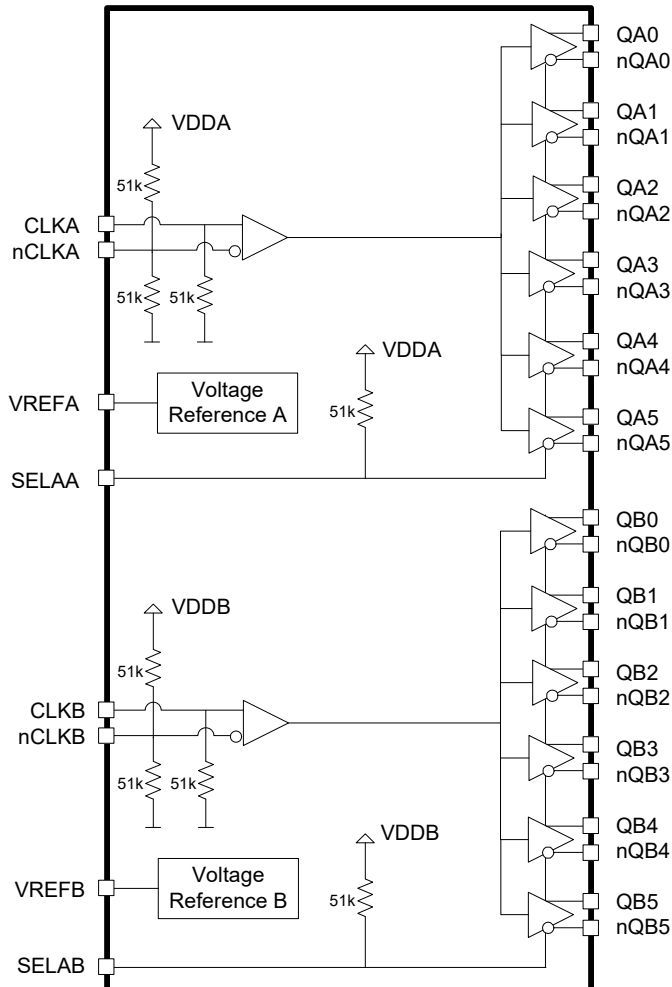 QA0
nQA0
QA1
nQA1
VDDA
51k
QA2
nQA2
CLKA
nCLKA
QA3
nQA3
51k
51k
QA4
nQA4
VDDA
VREFA
Voltage
Reference A
51k
QA5
nQA5
SELAA
QB0
nQB0
QB1
nQB1
VDDB
51k
QB2
nQB2
CLKB
nCLKB
QB3
nQB3
51k
51k
QB4
nQB4
VDDB
VREFB
Voltage
Reference B
51k
QB5
nQB5
SELAB